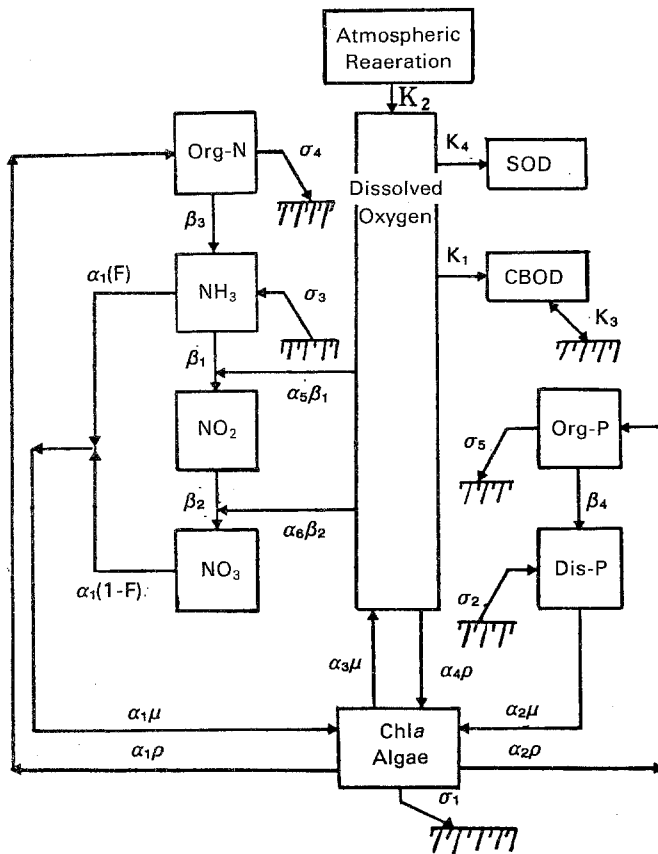 Atmospheric
Reaeration
K₂
Org-N
σ₄
K₄
SOD
Dissolved
Oxygen
β₃
α₁(F)
NH₃
σ₃
K₁
CBOD
K₃
β₁
α₅β₁
NO₂
σ₅
Org-P
β₂
α₆β₂
β₄
NO₃
α₁(1-F)
Dis-P
σ₂
α₃μ
α₄ρ
α₁μ
α₂μ
Chla
Algae
α₁ρ
α₂ρ
σ₁